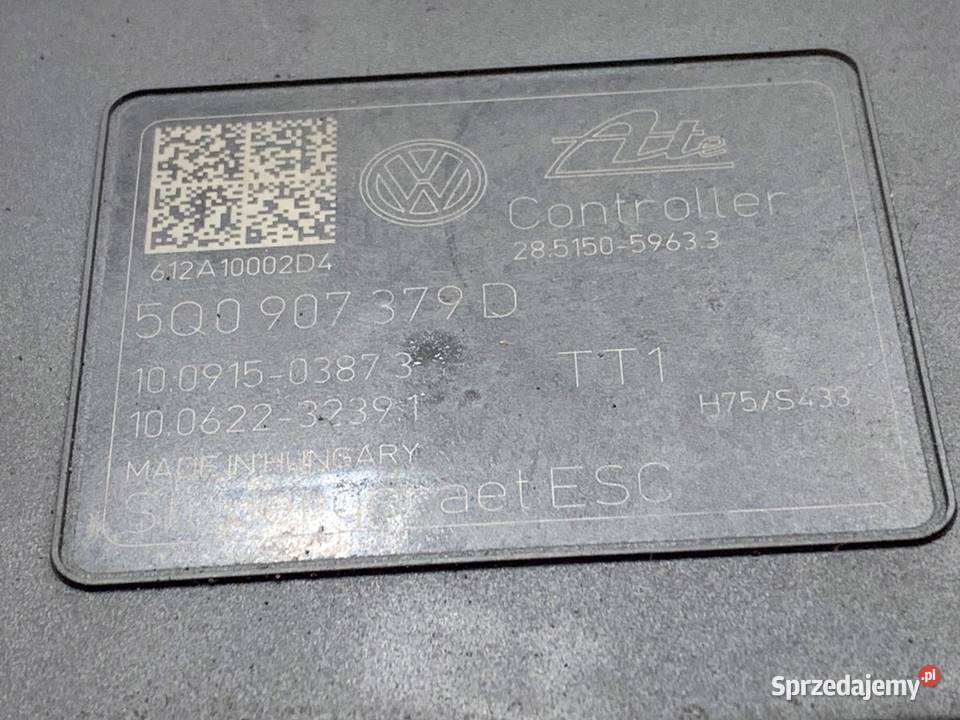 Ate
Controller
28.5150-5963.3
612A10002D4
5Q0 907 379 D
10.0915-0387.3
TT1
10.0622-3239.1
H75/S433
MADE IN HUNGARY
ESC
Sprzedajemy.pl